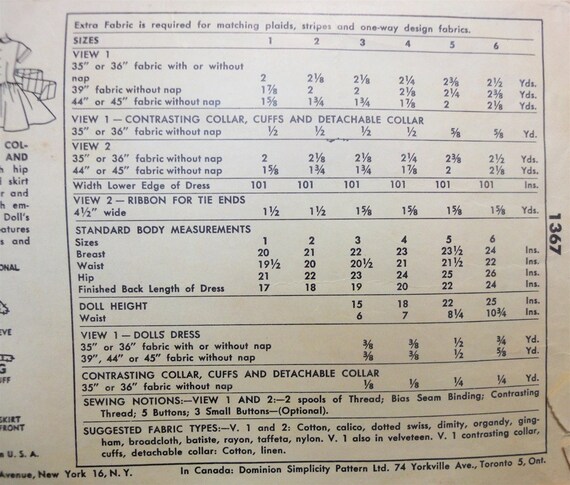 Extra Fabric is required for matching plaids, stripes and one-way design fabrics.
SIZES 1 2 3 4 5 6
VIEW 1
35" or 36" fabric with or without
nap 2 2⅛ 2⅛ 2¼ 2⅜ 2½ Yds.
39" fabric without nap 1⅞ 2 2 2⅛ 2¼ 2⅜ Yds.
44" or 45" fabric without nap 1⅝ 1¾ 1¾ 1⅞ 2 2⅛ Yds.
VIEW 1 — CONTRASTING COLLAR, CUFFS AND DETACHABLE COLLAR
35" or 36" fabric without nap ½ ½ ½ ½ ⅝ ⅝ Yd.
VIEW 2
35" or 36" fabric without nap 2 2⅛ 2⅛ 2¼ 2⅜ 2½ Yds.
44" or 45" fabric without nap 1⅝ 1¾ 1¾ 1⅞ 2 2⅛ Yds.
Width Lower Edge of Dress 101 101 101 101 101 101 Ins.
VIEW 2 — RIBBON FOR TIE ENDS
4½" wide 1½ 1½ 1⅝ 1⅝ 1⅝ 1⅝ Yds.
STANDARD BODY MEASUREMENTS
Sizes 1 2 3 4 5 6
Breast 20 21 22 23 23½ 24 Ins.
Waist 19½ 20 20½ 21 21½ 22 Ins.
Hip 21 22 23 24 25 26 Ins.
Finished Back Length of Dress 17 18 19 20 22 24 Ins.
DOLL HEIGHT 15 18 22 25 Ins.
Waist 6 7 8¼ 10¾ Ins.
VIEW 1 — DOLLS DRESS
35" or 36" fabric with or without nap ⅜ ⅜ ½ ¾ Yd.
39", 44" or 45" fabric without nap ⅜ ⅜ ½ ⅝ Yd.
CONTRASTING COLLAR, CUFFS AND DETACHABLE COLLAR
35" or 36" fabric without nap ⅛ ⅛ ¼ ¼ Yd.
SEWING NOTIONS:—VIEW 1 AND 2:—2 spools of Thread; Bias Seam Binding; Contrasting
Thread; 5 Buttons; 3 Small Buttons—(Optional).
SUGGESTED FABRIC TYPES:—V. 1 and 2: Cotton, calico, dotted swiss, dimity, organdy, ging-
ham, broadcloth, batiste, rayon, taffeta, nylon. V. 1 also in velveteen. V. 1 contrasting collar,
cuffs, detachable collar: Cotton, linen.
In Canada: Dominion Simplicity Pattern Ltd. 74 Yorkville Ave., Toronto 5, Ont.
1367
COL-
AND
h hip
d skirt
r and
h em-
Doll's
eatures
s and
ONAL
EVE
G
UFF
SKIRT
FRONT
U. S. A.
Avenue, New York 16, N. Y.